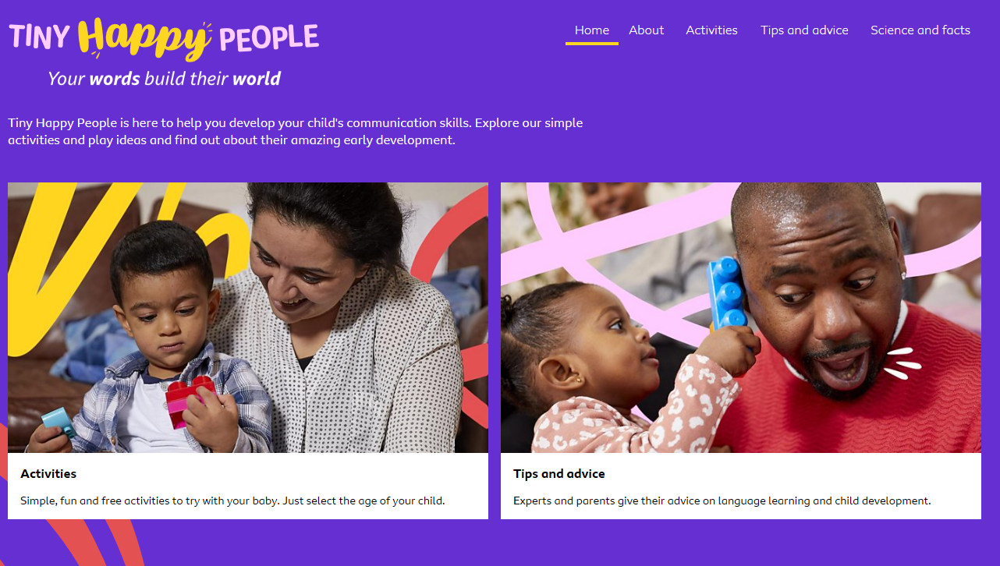 TINY Happy PEOPLE
Your words build their world
Home About Activities Tips and advice Science and facts
Tiny Happy People is here to help you develop your child's communication skills. Explore our simple
activities and play ideas and find out about their amazing early development.
Activities
Simple, fun and free activities to try with your baby. Just select the age of your child.
Tips and advice
Experts and parents give their advice on language learning and child development.